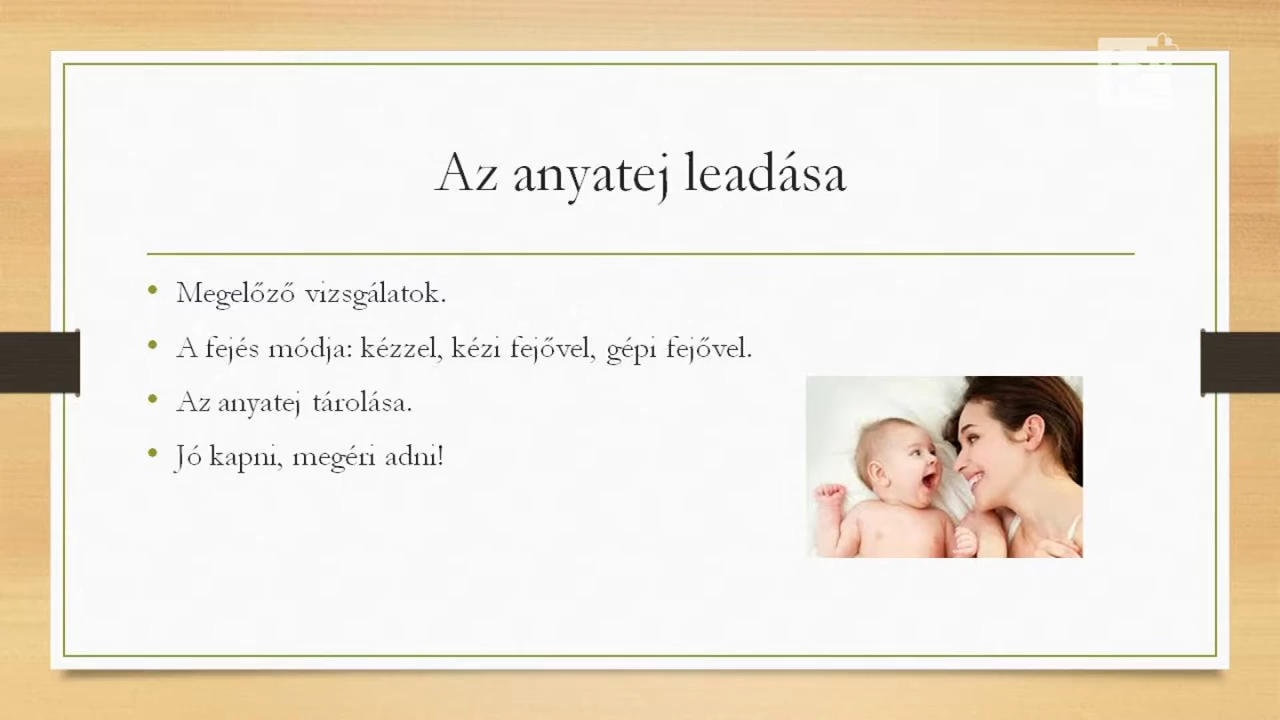 Az anyatej leadása
• Megelőző vizsgálatok.
• A fejés módja: kézzel, kézi fejővel, gépi fejővel.
• Az anyatej tárolása.
• Jó kapni, megéri adni!